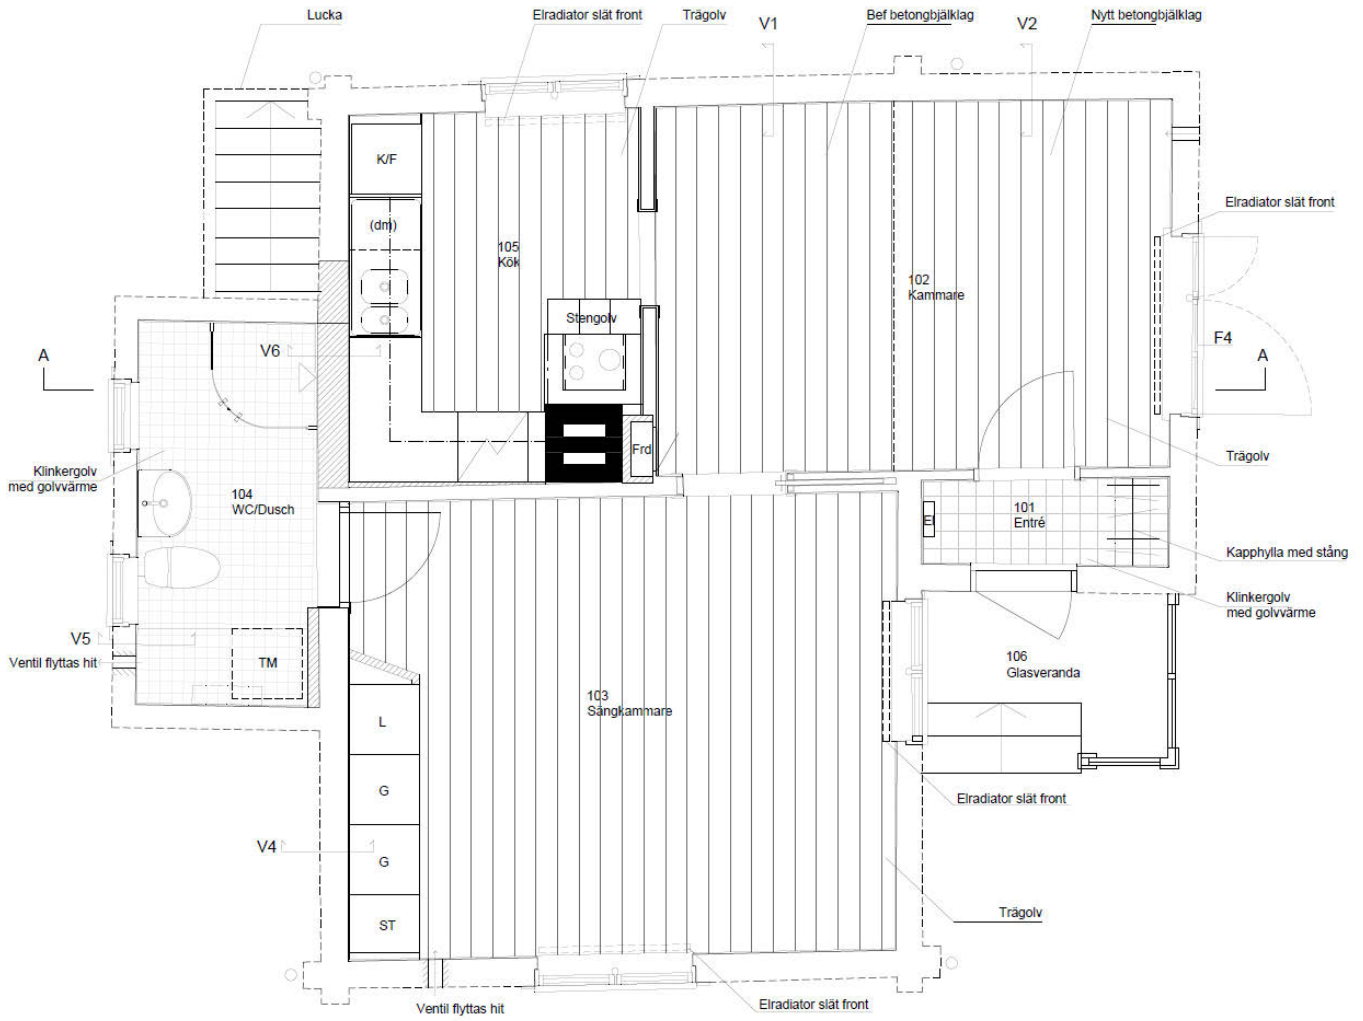 Lucka
Elradiator slät front
Trägolv
V1
Bef betongbjälklag
V2
Nytt betongbjälklag
K/F
(dm)
105
Kök
Elradiator slät front
102
Kammare
Stengolv
F4
A
V6
A
Frd
Trägolv
Klinkergolv
med golvvärme
104
WC/Dusch
El
101
Entré
Kapphylla med stång
Klinkergolv
med golvvärme
V5
Ventil flyttas hit
TM
106
Glasveranda
103
Sängkammare
L
G
Elradiator slät front
V4
G
Trägolv
ST
Ventil flyttas hit
Elradiator slät front